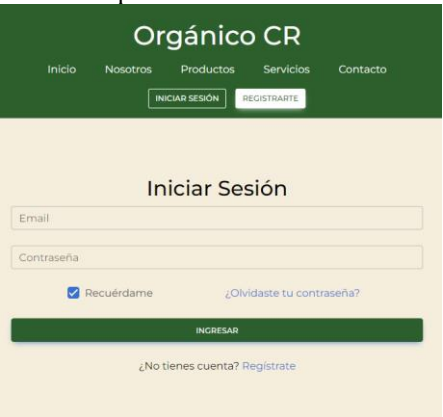 Orgánico CR
Inicio Nosotros Productos Servicios Contacto
INICIAR SESIÓN REGISTRARTE
Iniciar Sesión
Email
Contraseña
Recuérdame ¿Olvidaste tu contraseña?
INGRESAR
¿No tienes cuenta? Regístrate